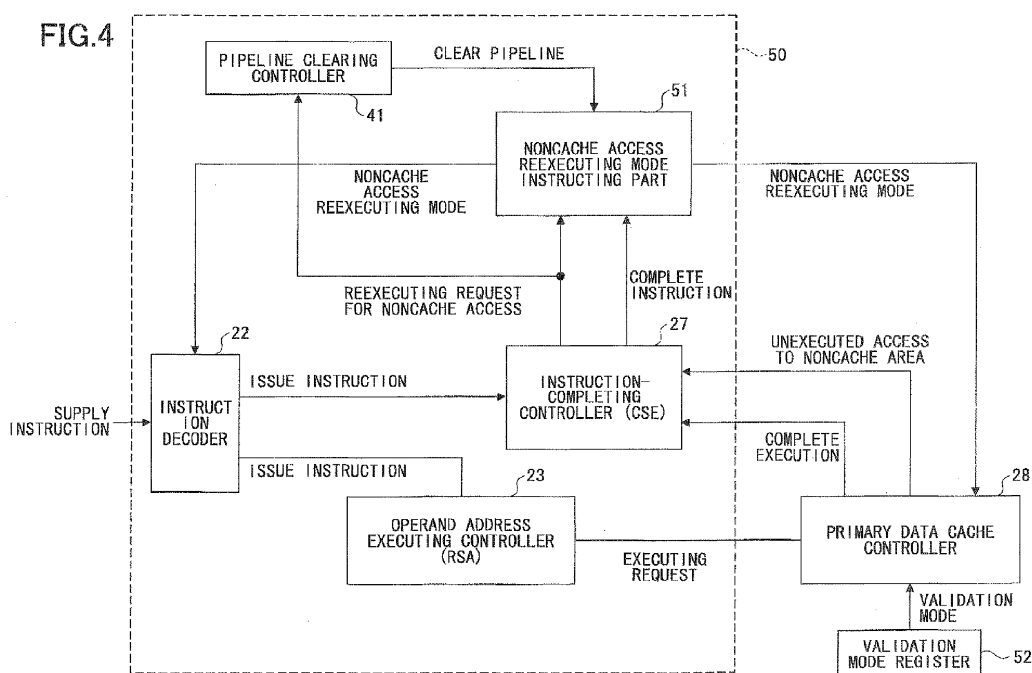 FIG.4
50
PIPELINE CLEARING
CONTROLLER
41
CLEAR PIPELINE
51
NONCACHE ACCESS
REEXECUTING MODE
INSTRUCTING PART
NONCACHE
ACCESS
REEXECUTING MODE
NONCACHE ACCESS
REEXECUTING MODE
REEXECUTING REQUEST
FOR NONCACHE ACCESS
COMPLETE
INSTRUCTION
22
27
UNEXECUTED ACCESS
TO NONCACHE AREA
SUPPLY
INSTRUCTION
INSTRUCT
ION
DECODER
ISSUE INSTRUCTION
INSTRUCTION-
COMPLETING
CONTROLLER (CSE)
COMPLETE
EXECUTION
ISSUE INSTRUCTION
23
28
OPERAND ADDRESS
EXECUTING CONTROLLER
(RSA)
EXECUTING
REQUEST
PRIMARY DATA CACHE
CONTROLLER
VALIDATION
MODE
VALIDATION
MODE REGISTER
52